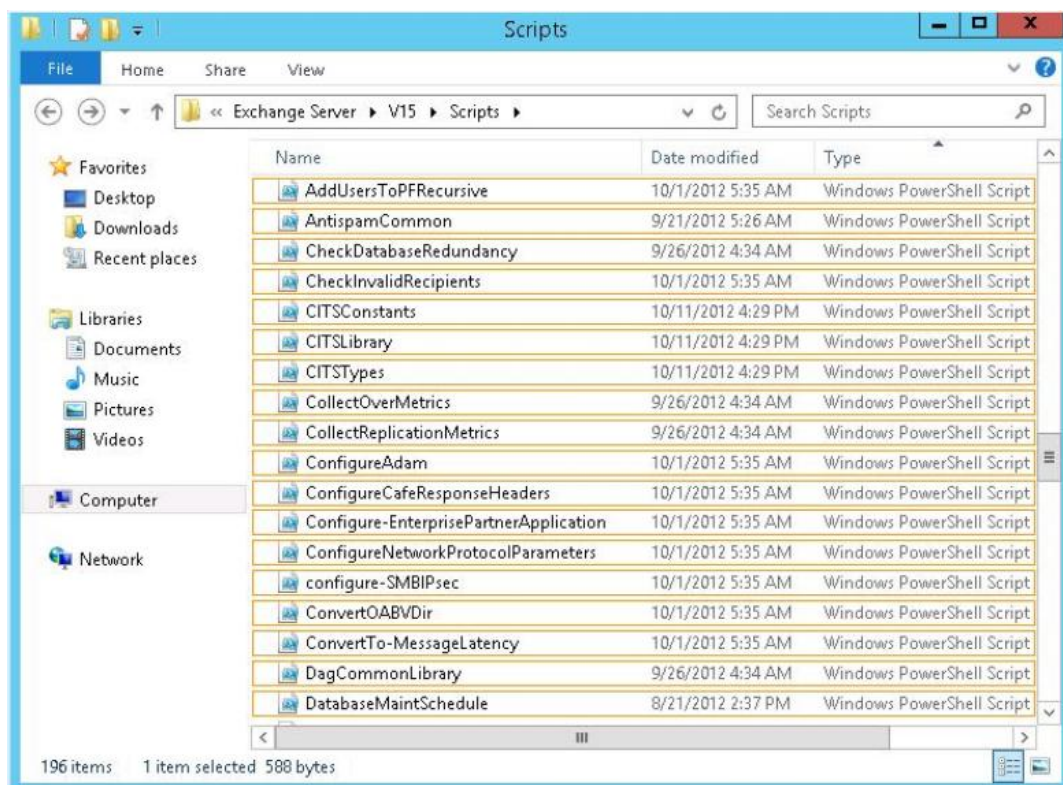 Scripts
File Home Share View
« Exchange Server ▸ V15 ▸ Scripts ▸ Search Scripts
Favorites
Desktop
Downloads
Recent places
Libraries
Documents
Music
Pictures
Videos
Computer
Network
Name Date modified Type
AddUsersToPFRecursive 10/1/2012 5:35 AM Windows PowerShell Script
AntispamCommon 9/21/2012 5:26 AM Windows PowerShell Script
CheckDatabaseRedundancy 9/26/2012 4:34 AM Windows PowerShell Script
CheckInvalidRecipients 10/1/2012 5:35 AM Windows PowerShell Script
CITSConstants 10/11/2012 4:29 PM Windows PowerShell Script
CITSLibrary 10/11/2012 4:29 PM Windows PowerShell Script
CITSTypes 10/11/2012 4:29 PM Windows PowerShell Script
CollectOverMetrics 9/26/2012 4:34 AM Windows PowerShell Script
CollectReplicationMetrics 9/26/2012 4:34 AM Windows PowerShell Script
ConfigureAdam 10/1/2012 5:35 AM Windows PowerShell Script
ConfigureCafeResponseHeaders 10/1/2012 5:35 AM Windows PowerShell Script
Configure-EnterprisePartnerApplication 10/1/2012 5:35 AM Windows PowerShell Script
ConfigureNetworkProtocolParameters 10/1/2012 5:35 AM Windows PowerShell Script
configure-SMBIPsec 10/1/2012 5:35 AM Windows PowerShell Script
ConvertOABVDir 10/1/2012 5:35 AM Windows PowerShell Script
ConvertTo-MessageLatency 10/1/2012 5:35 AM Windows PowerShell Script
DagCommonLibrary 9/26/2012 4:34 AM Windows PowerShell Script
DatabaseMaintSchedule 8/21/2012 2:37 PM Windows PowerShell Script
196 items 1 item selected 588 bytes